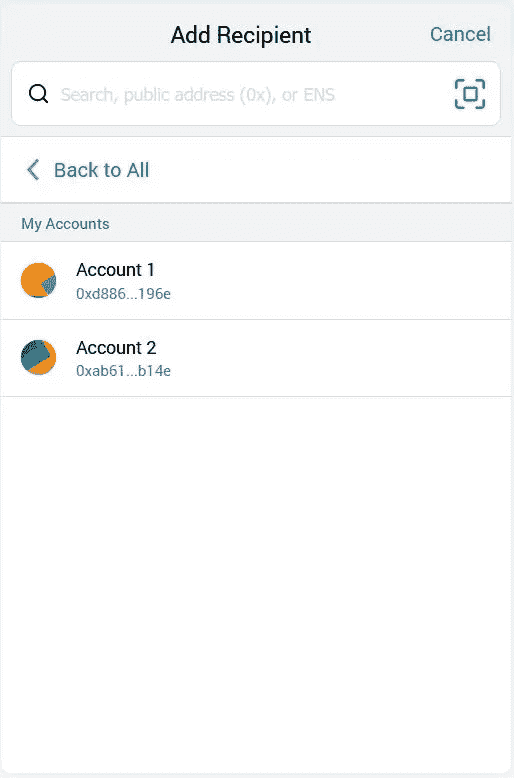 Add Recipient Cancel
Search, public address (0x), or ENS
Back to All
My Accounts
Account 1
0xd886...196e
Account 2
0xab61...b14e